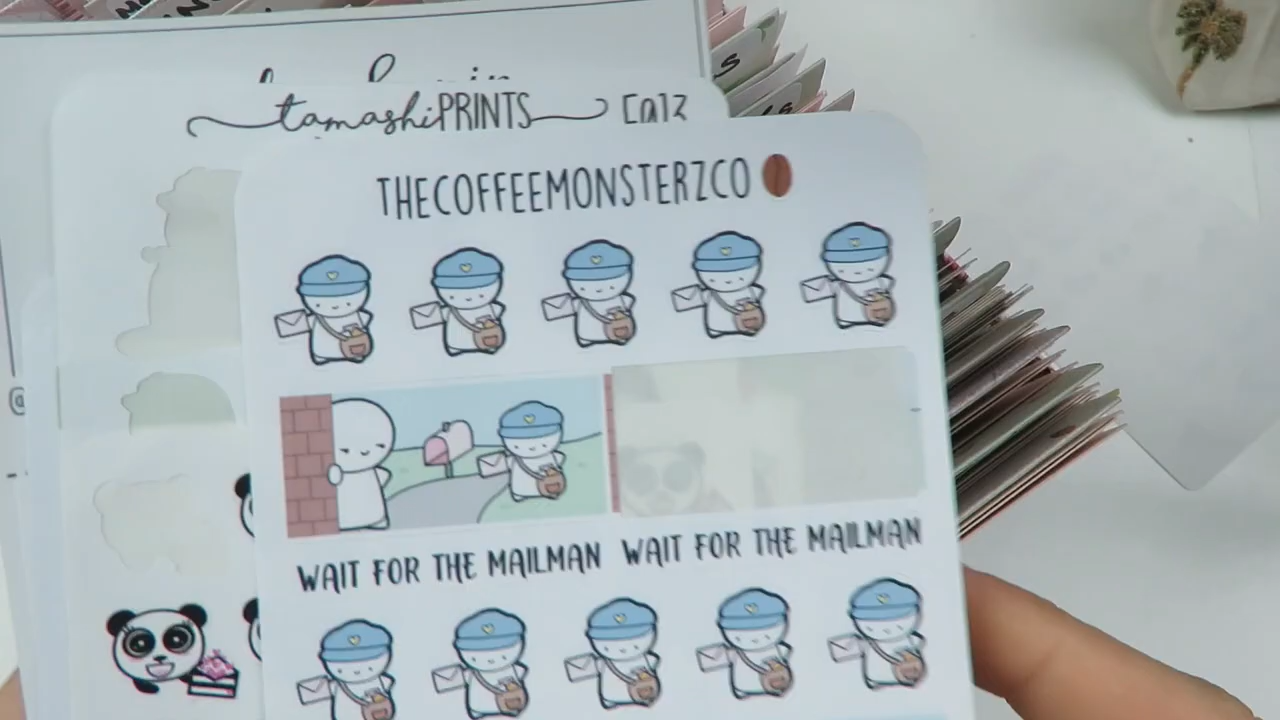 tamashiPRINTS
THECOFFEEMONSTERZCO
WAIT FOR THE MAILMAN WAIT FOR THE MAILMAN